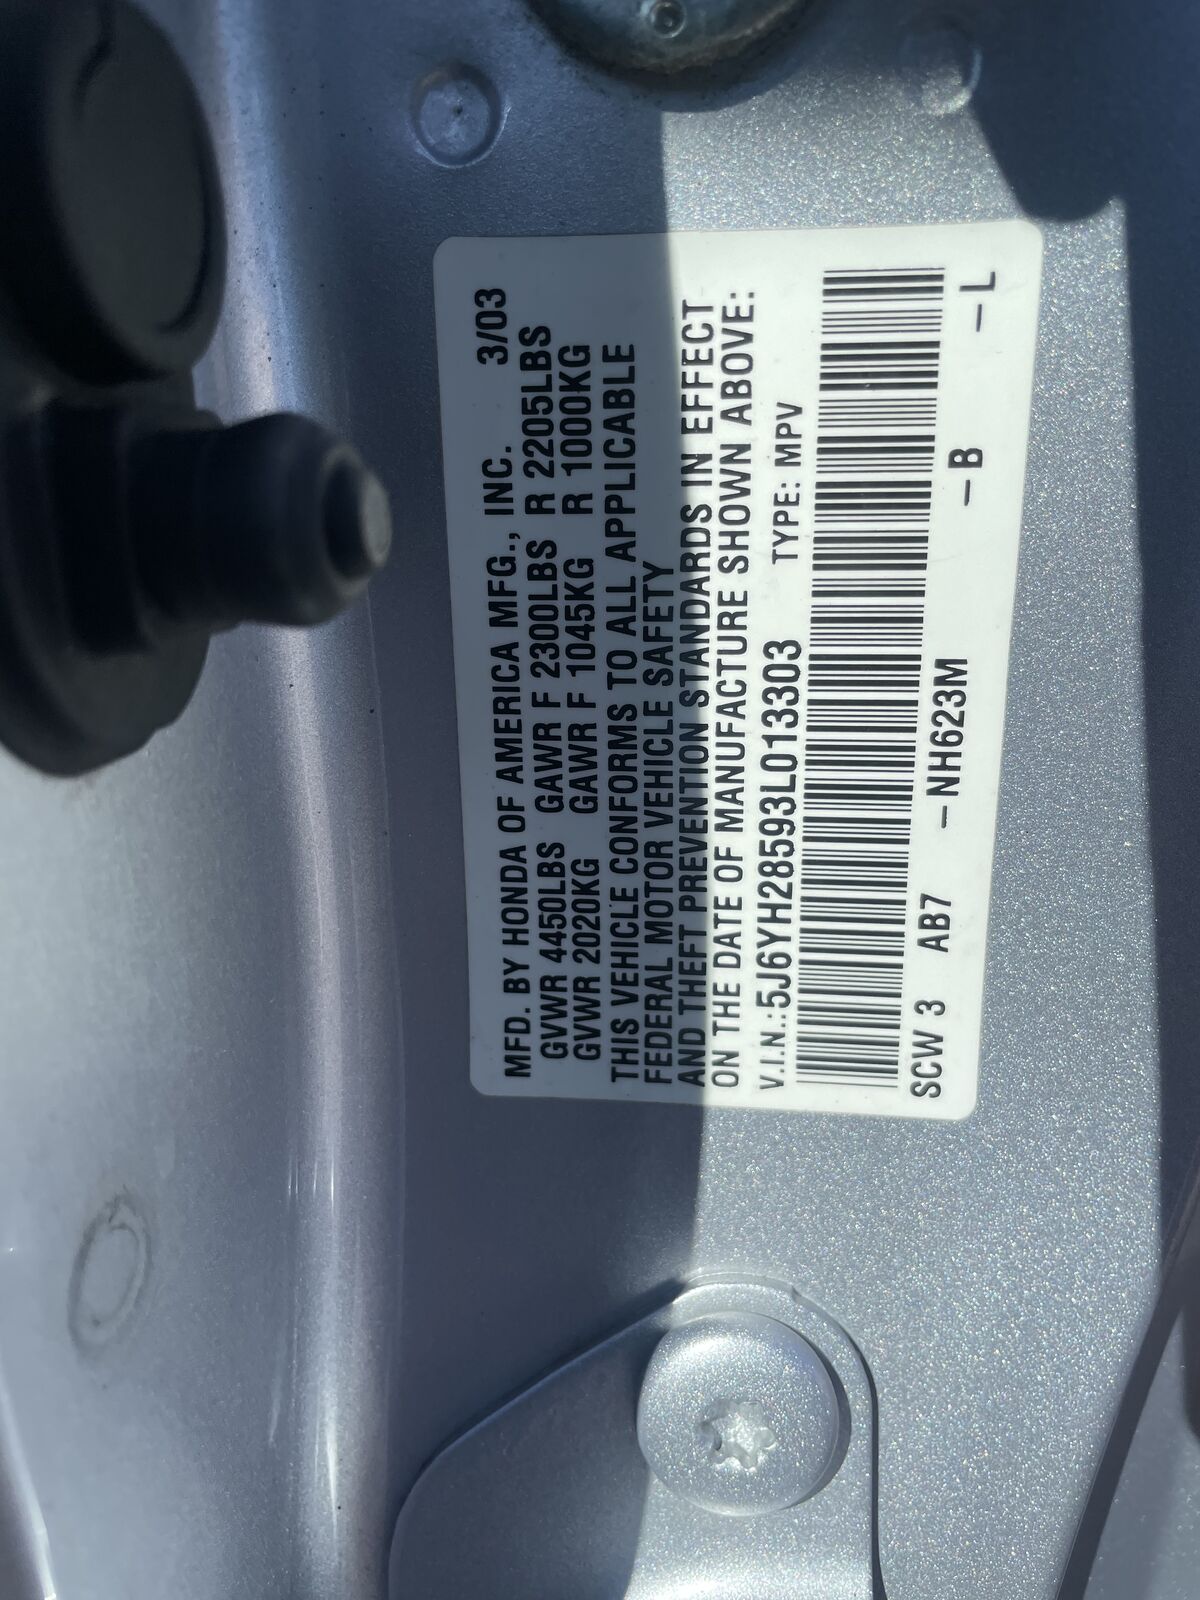 MFD. BY HONDA OF AMERICA MFG., INC. 3/03
GVWR 4450LBS GAWR F 2300LBS R 2205LBS
GVWR 2020KG GAWR F 1045KG R 1000KG
THIS VEHICLE CONFORMS TO ALL APPLICABLE
FEDERAL MOTOR VEHICLE SAFETY
AND THEFT PREVENTION STANDARDS IN EFFECT
ON THE DATE OF MANUFACTURE SHOWN ABOVE:
V.I.N.:5J6YH28593L013303 TYPE: MPV
SCW 3 AB7 –NH623M –B –L